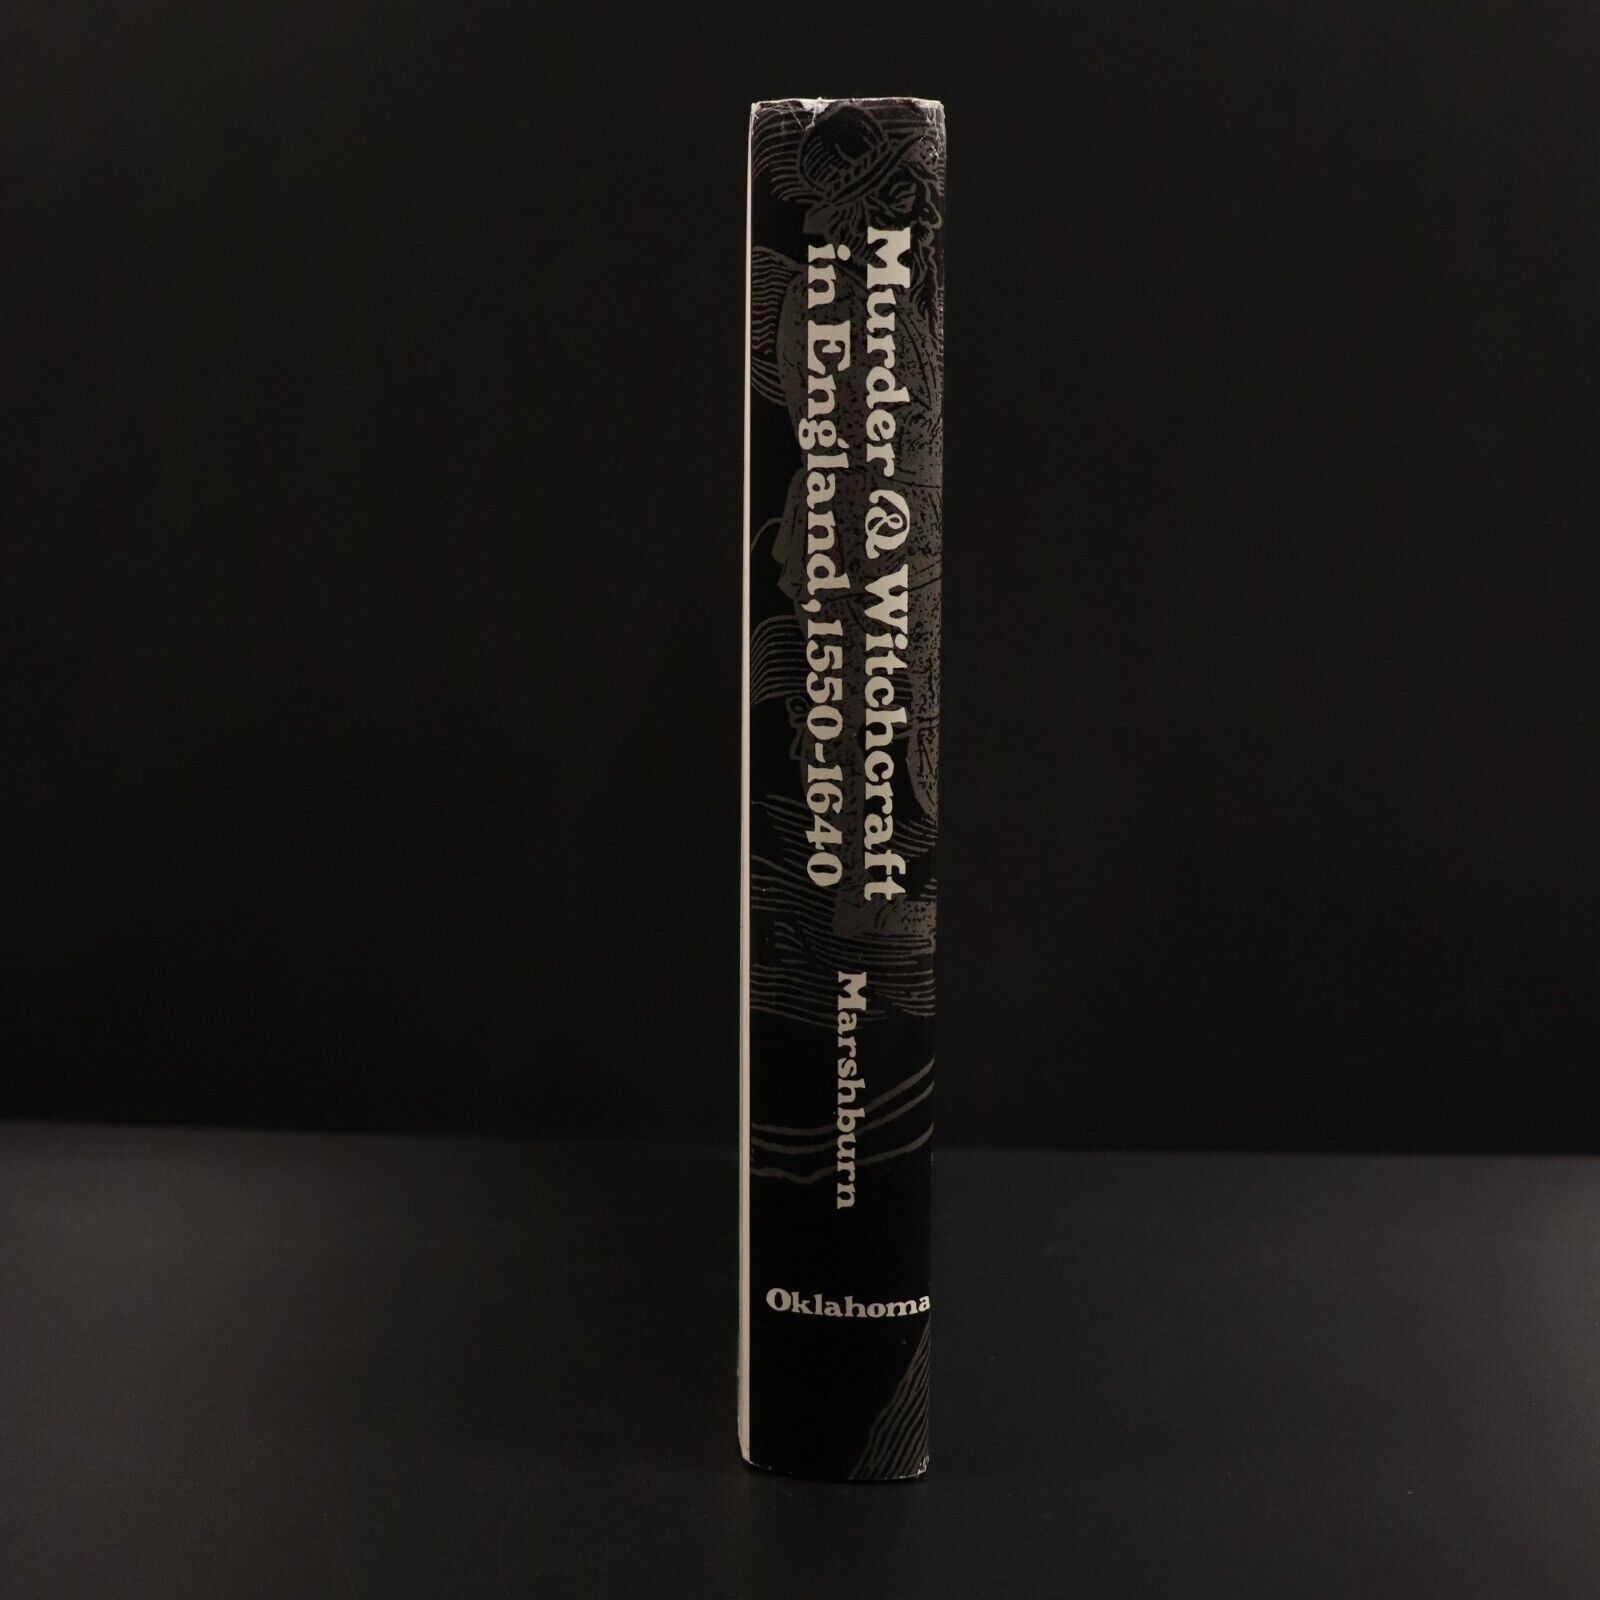 Murder & Witchcraft
in England, 1550-1640
Marshburn
Oklahoma